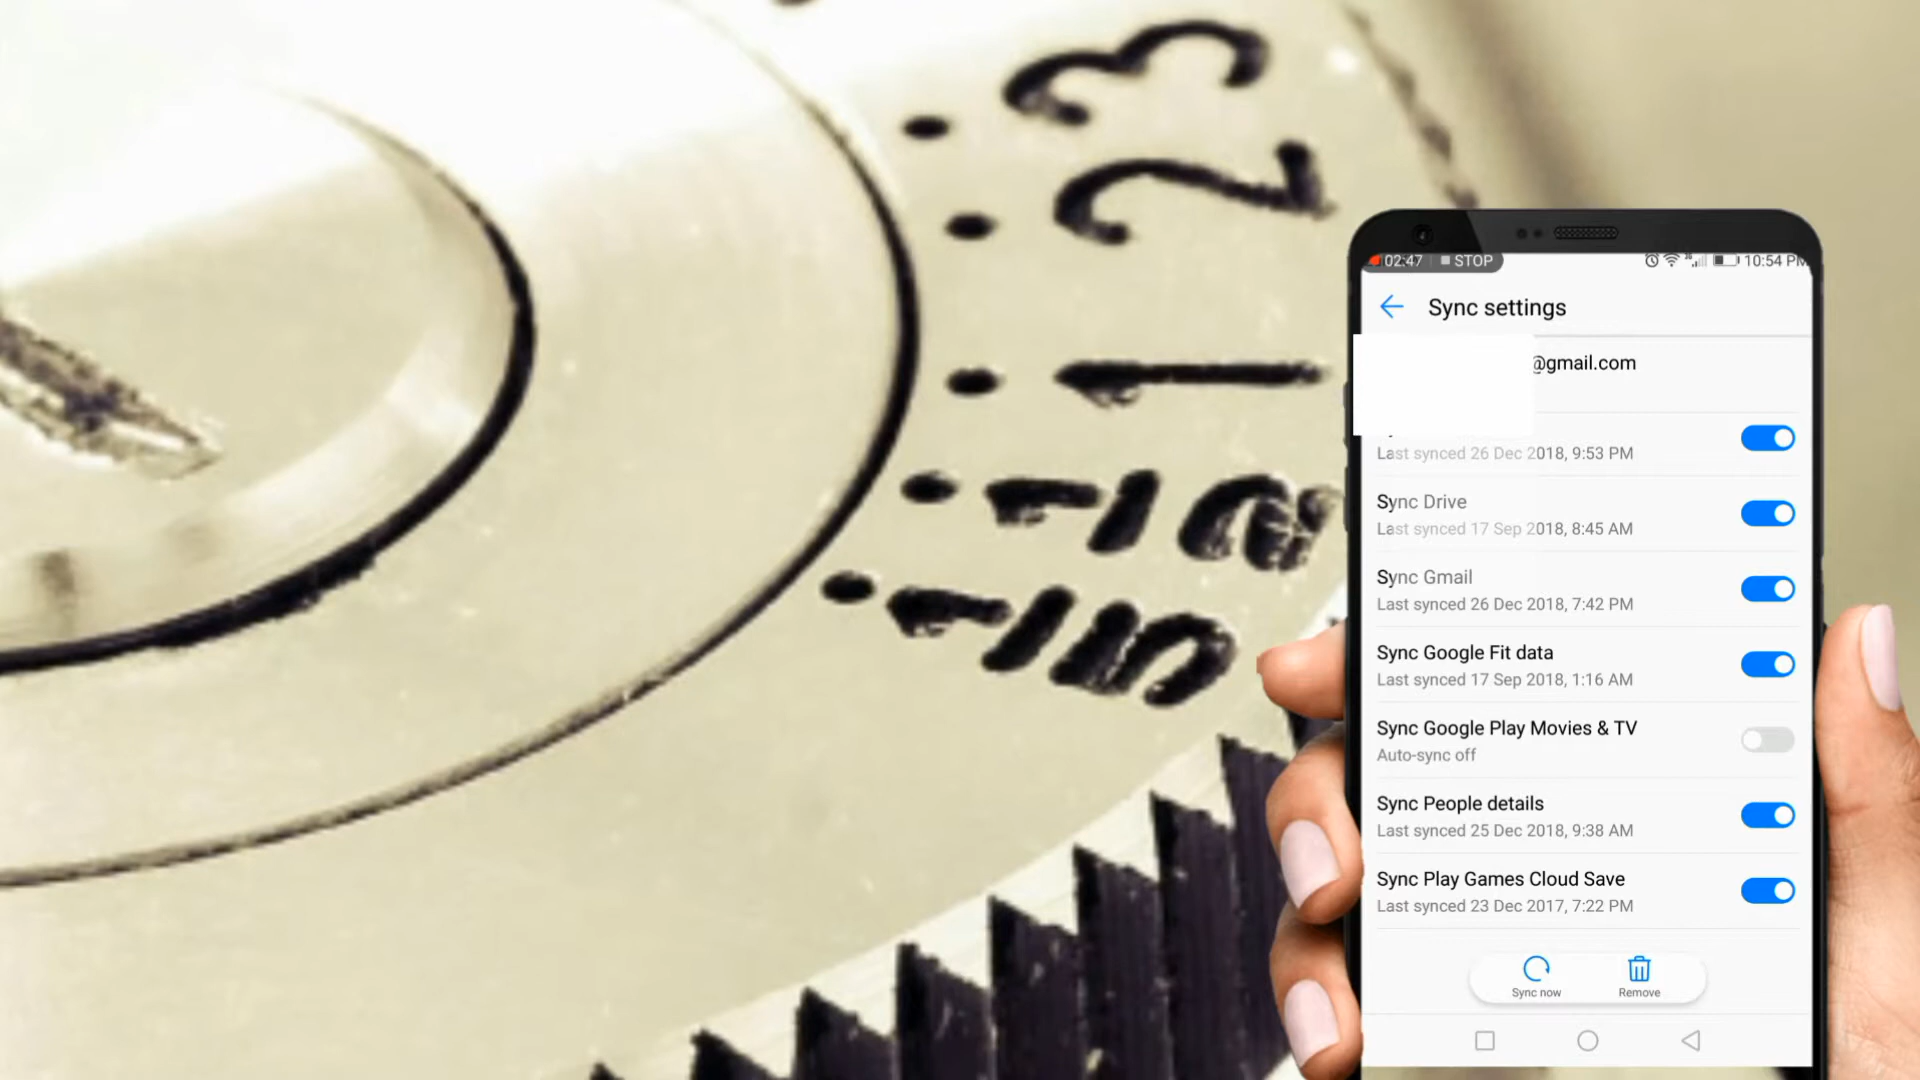 3
2
1
02:47 STOP 10:54 PM
Sync settings
@gmail.com
Last synced 26 Dec 2018, 9:53 PM
Sync Drive
Last synced 17 Sep 2018, 8:45 AM
Sync Gmail
Last synced 26 Dec 2018, 7:42 PM
Sync Google Fit data
Last synced 17 Sep 2018, 1:16 AM
Sync Google Play Movies & TV
Auto-sync off
Sync People details
Last synced 25 Dec 2018, 9:38 AM
Sync Play Games Cloud Save
Last synced 23 Dec 2017, 7:22 PM
Sync now Remove